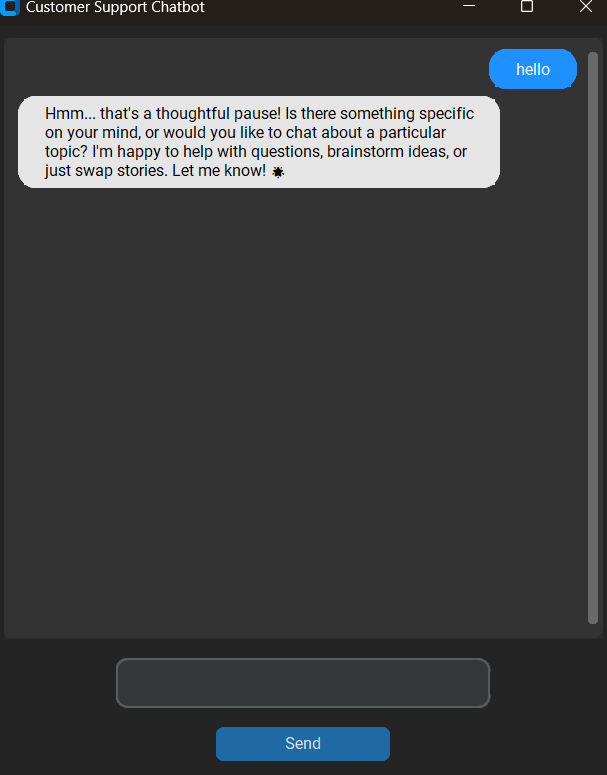 Customer Support Chatbot
hello
Hmm... that's a thoughtful pause! Is there something specific
on your mind, or would you like to chat about a particular
topic? I'm happy to help with questions, brainstorm ideas, or
just swap stories. Let me know!
Send